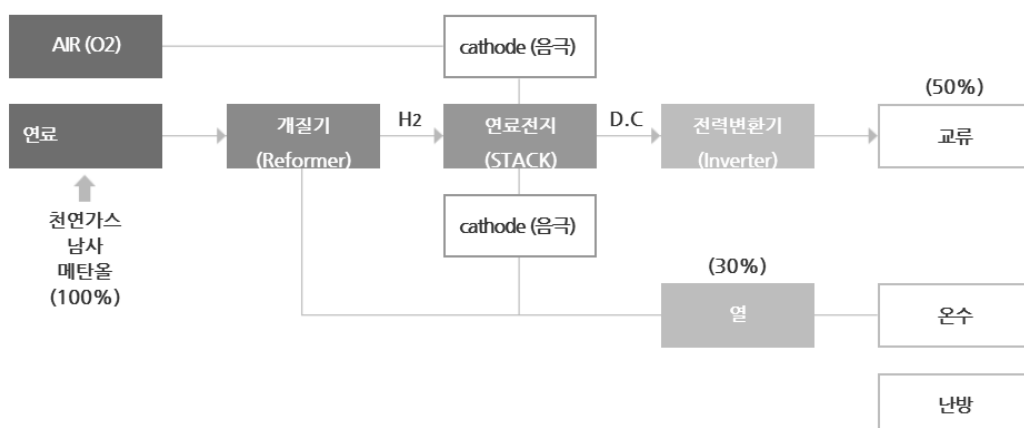 AIR (O2)
cathode (음극)
(50%)
연료
개질기
(Reformer)
H2
연료전지
(STACK)
D.C
전력변환기
(Inverter)
교류
천연가스
남사
메탄올
(100%)
cathode (음극)
(30%)
열
온수
난방